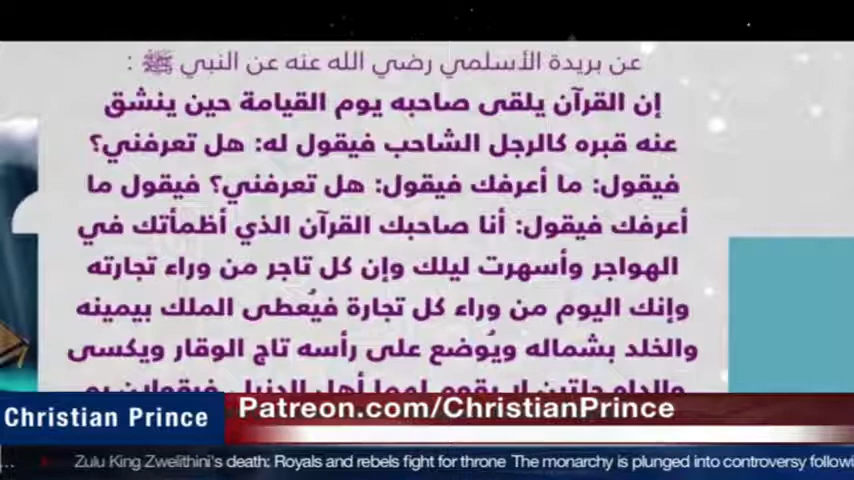 عن بريدة الأسلمي رضي الله عنه عن النبي ﷺ :
إن القرآن يلقى صاحبه يوم القيامة حين ينشق
عنه قبره كالرجل الشاحب فيقول له: هل تعرفني؟
فيقول: ما أعرفك فيقول: هل تعرفني؟ فيقول ما
أعرفك فيقول: أنا صاحبك القرآن الذي أظمأتك في
الهواجر وأسهرت ليلك وإن كل تاجر من وراء تجارته
وإنك اليوم من وراء كل تجارة فيُعطى الملك بيمينه
والخلد بشماله ويُوضع على رأسه تاج الوقار ويكسى
Christian Prince
Patreon.com/ChristianPrince
Zulu King Zwelithini's death: Royals and rebels fight for throne The monarchy is plunged into controversy followi